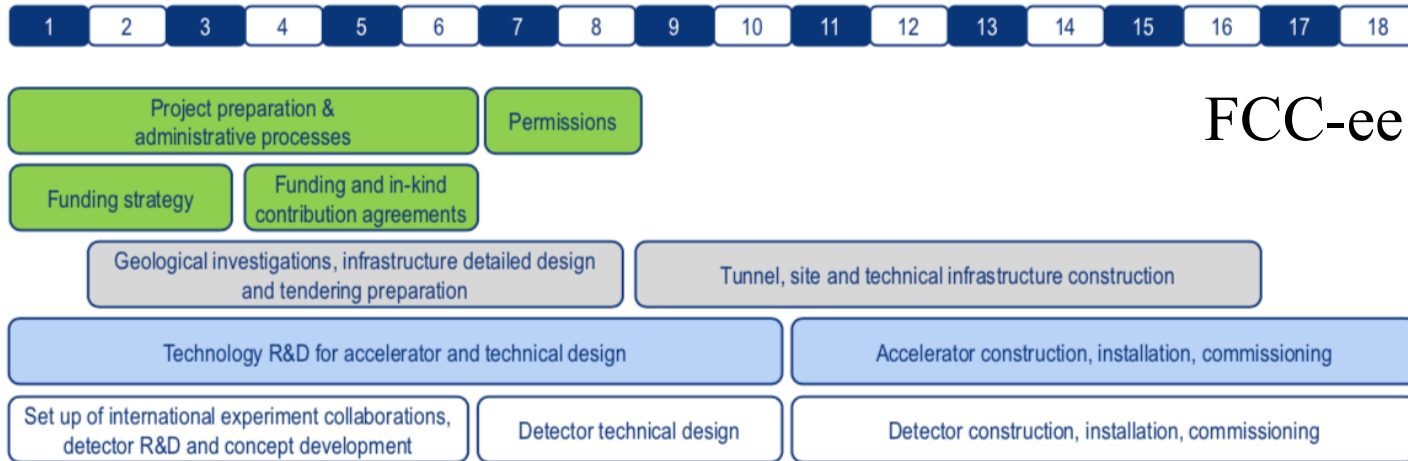 1 2 3 4 5 6 7 8 9 10 11 12 13 14 15 16 17 18
Project preparation &
administrative processes
Permissions
FCC-ee
Funding strategy
Funding and in-kind
contribution agreements
Geological investigations, infrastructure detailed design
and tendering preparation
Tunnel, site and technical infrastructure construction
Technology R&D for accelerator and technical design
Accelerator construction, installation, commissioning
Set up of international experiment collaborations,
detector R&D and concept development
Detector technical design
Detector construction, installation, commissioning